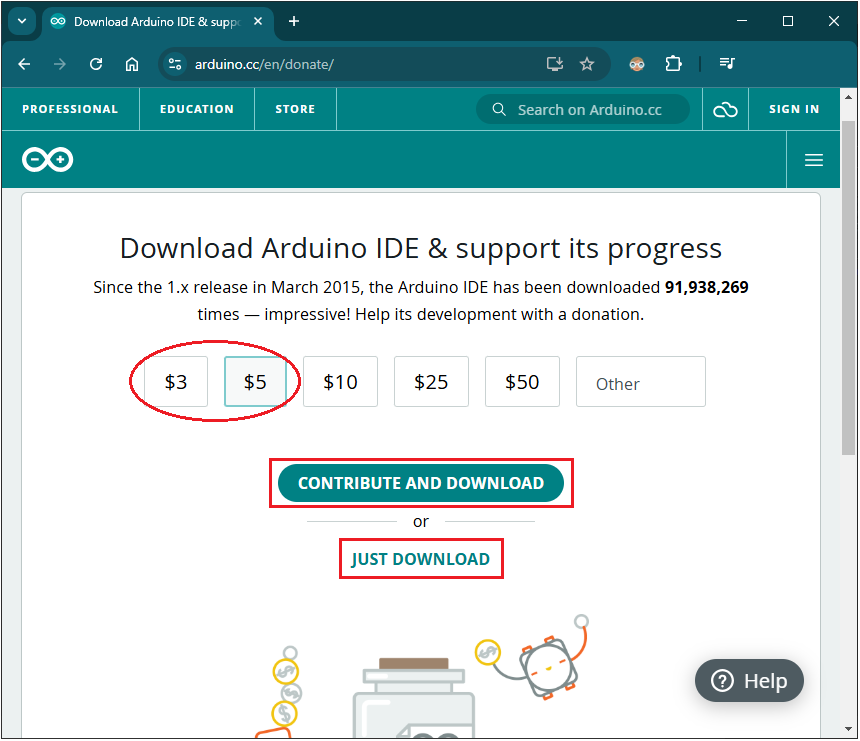 Download Arduino IDE & suppo
arduino.cc/en/donate/
PROFESSIONAL EDUCATION STORE Search on Arduino.cc SIGN IN
Download Arduino IDE & support its progress
Since the 1.x release in March 2015, the Arduino IDE has been downloaded 91,938,269
times — impressive! Help its development with a donation.
$3 $5 $10 $25 $50 Other
CONTRIBUTE AND DOWNLOAD
or
JUST DOWNLOAD
Help